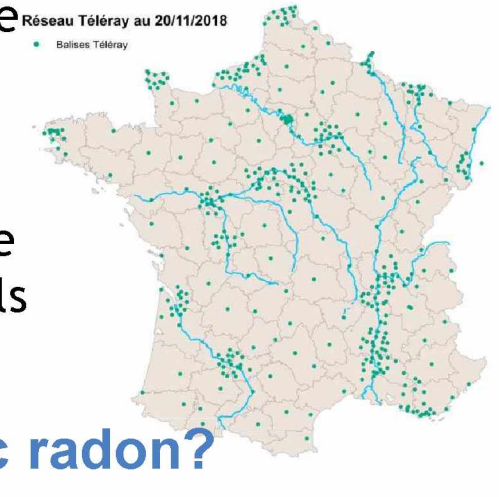 e
Réseau Téléray au 20/11/2018
Balises Téléray
e
ls
c radon?